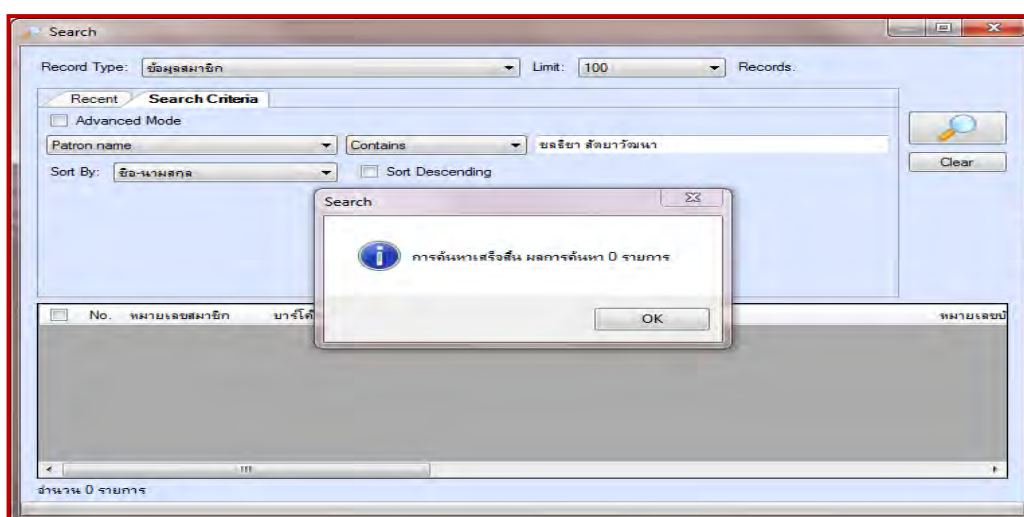 Search
Record Type: ข้อมูลสมาชิก Limit: 100 Records.
Recent Search Criteria
Advanced Mode
Patron name Contains ชลธิชา สัตยาวัฒนา
Clear
Sort By: ชื่อ-นามสกุล Sort Descending
Search
การค้นหาเสร็จสิ้น ผลการค้นหา 0 รายการ
OK
No. หมายเลขสมาชิก บาร์โค้ หมายเลขบั
จำนวน 0 รายการ